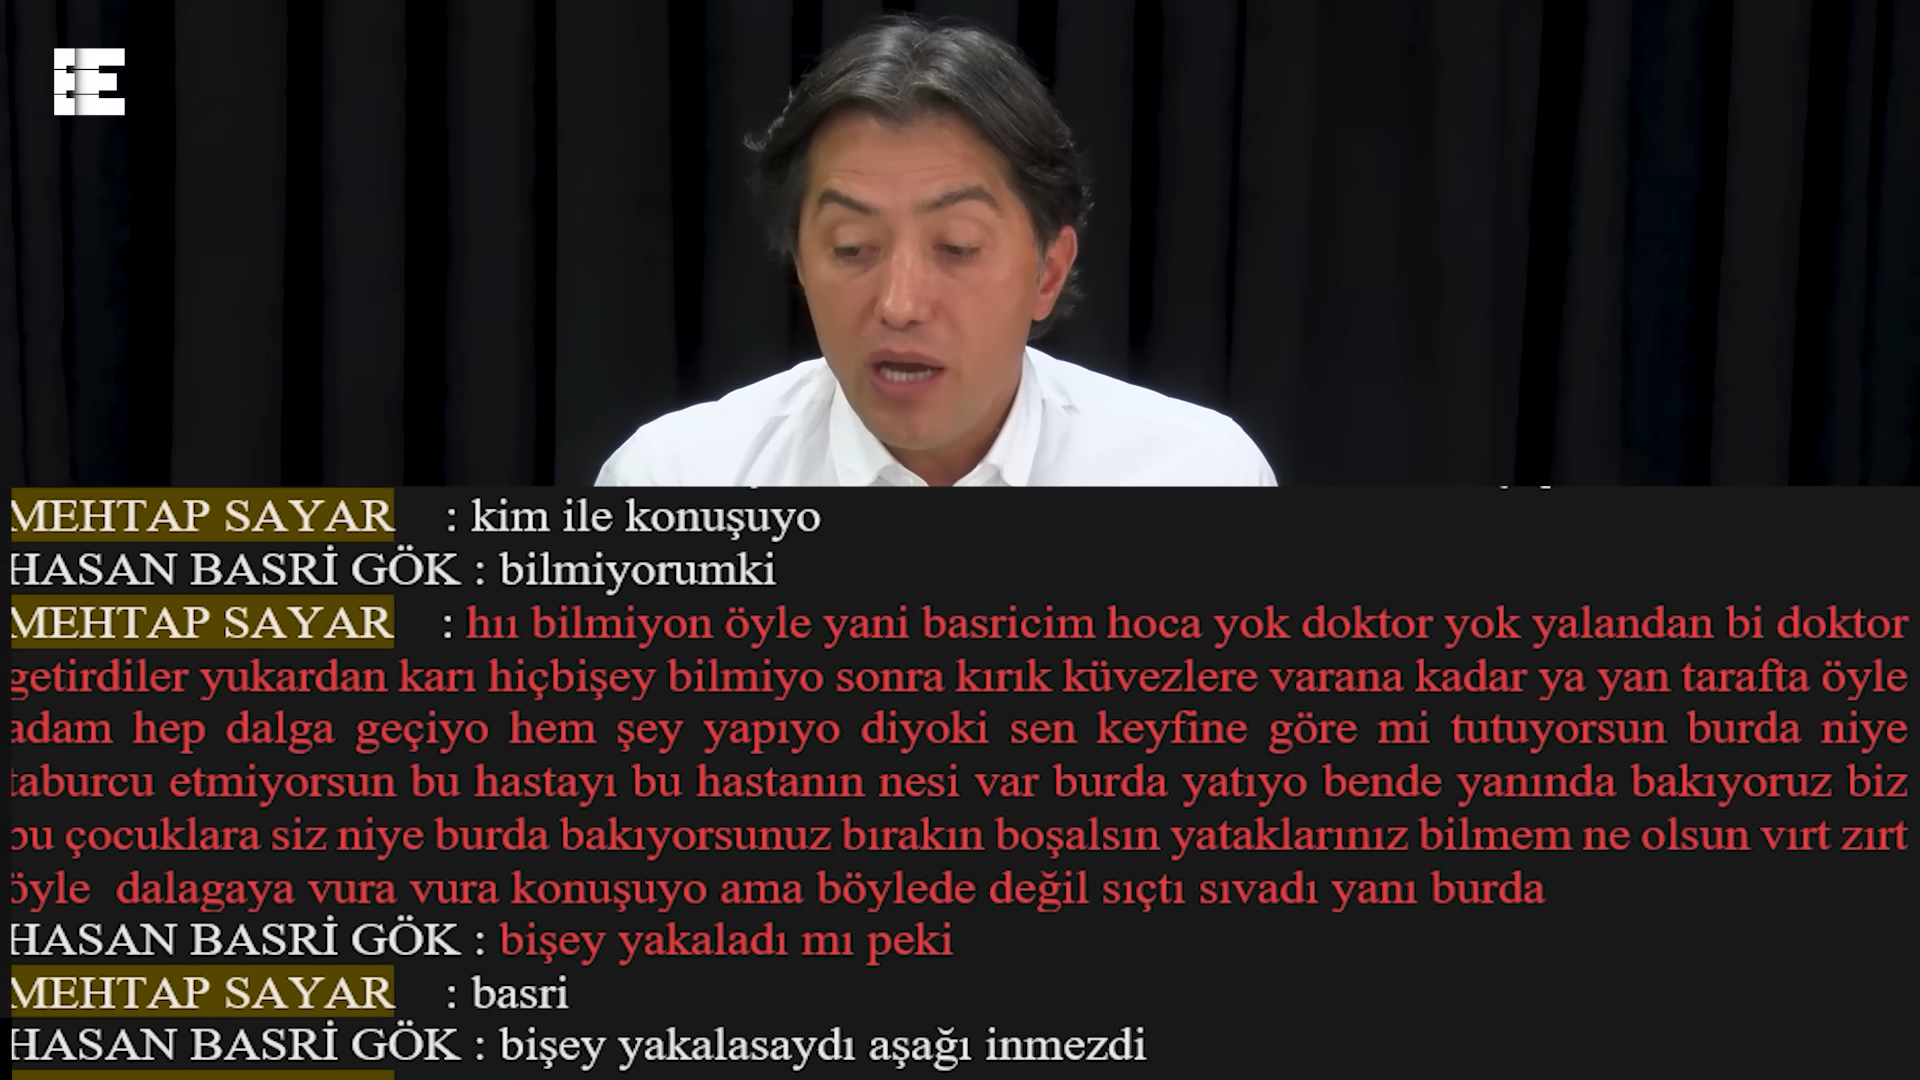 MEHTAP SAYAR : kim ile konuşuyo
HASAN BASRİ GÖK : bilmiyorumki
MEHTAP SAYAR : hıı bilmiyon öyle yani basricim hoca yok doktor yok yalandan bi doktor
getirdiler yukardan karı hiçbişey bilmiyo sonra kırık küvezlere varana kadar ya yan tarafta öyle
adam hep dalga geçiyo hem şey yapıyo diyoki sen keyfine göre mi tutuyorsun burda niye
taburcu etmiyorsun bu hastayı bu hastanın nesi var burda yatıyo bende yanında bakıyoruz biz
bu çocuklara siz niye burda bakıyorsunuz bırakın boşalsın yataklarınız bilmem ne olsun vırt zırt
öyle dalagaya vura vura konuşuyo ama böylede değil sıçtı sıvadı yanı burda
HASAN BASRİ GÖK : bişey yakaladı mı peki
MEHTAP SAYAR : basri
HASAN BASRİ GÖK : bişey yakalasaydı aşağı inmezdi